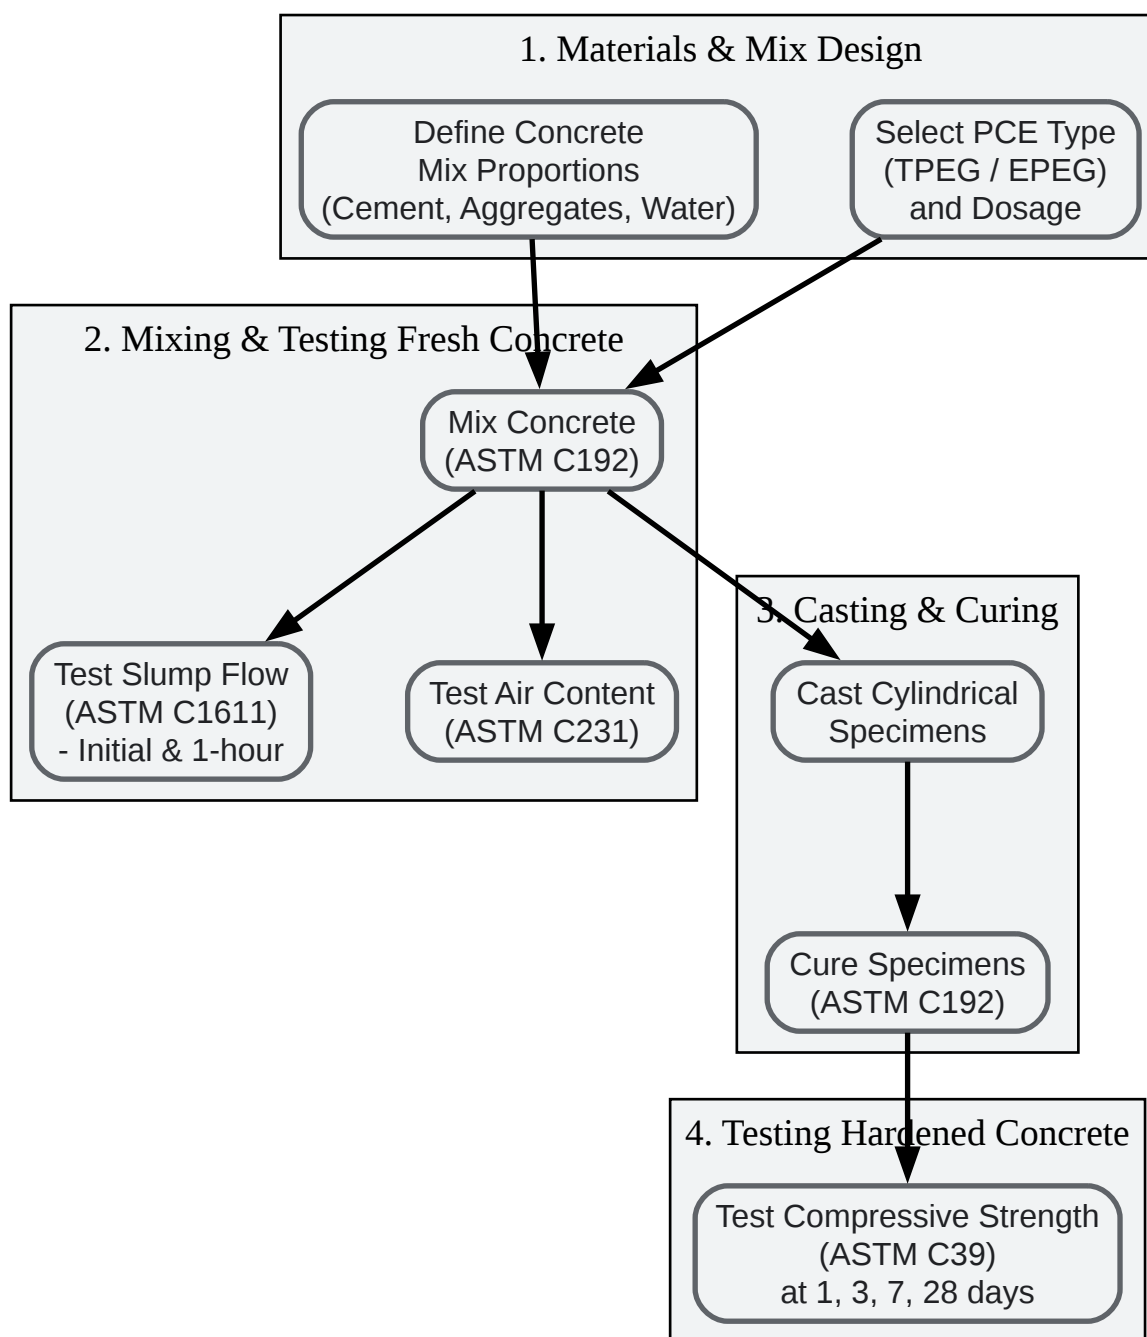 1. Materials & Mix Design
Define Concrete
Mix Proportions
(Cement, Aggregates, Water)
Select PCE Type
(TPEG / EPEG)
and Dosage
2. Mixing & Testing Fresh Concrete
Mix Concrete
(ASTM C192)
Test Slump Flow
(ASTM C1611)
- Initial & 1-hour
Test Air Content
(ASTM C231)
3. Casting & Curing
Cast Cylindrical
Specimens
Cure Specimens
(ASTM C192)
4. Testing Hardened Concrete
Test Compressive Strength
(ASTM C39)
at 1, 3, 7, 28 days